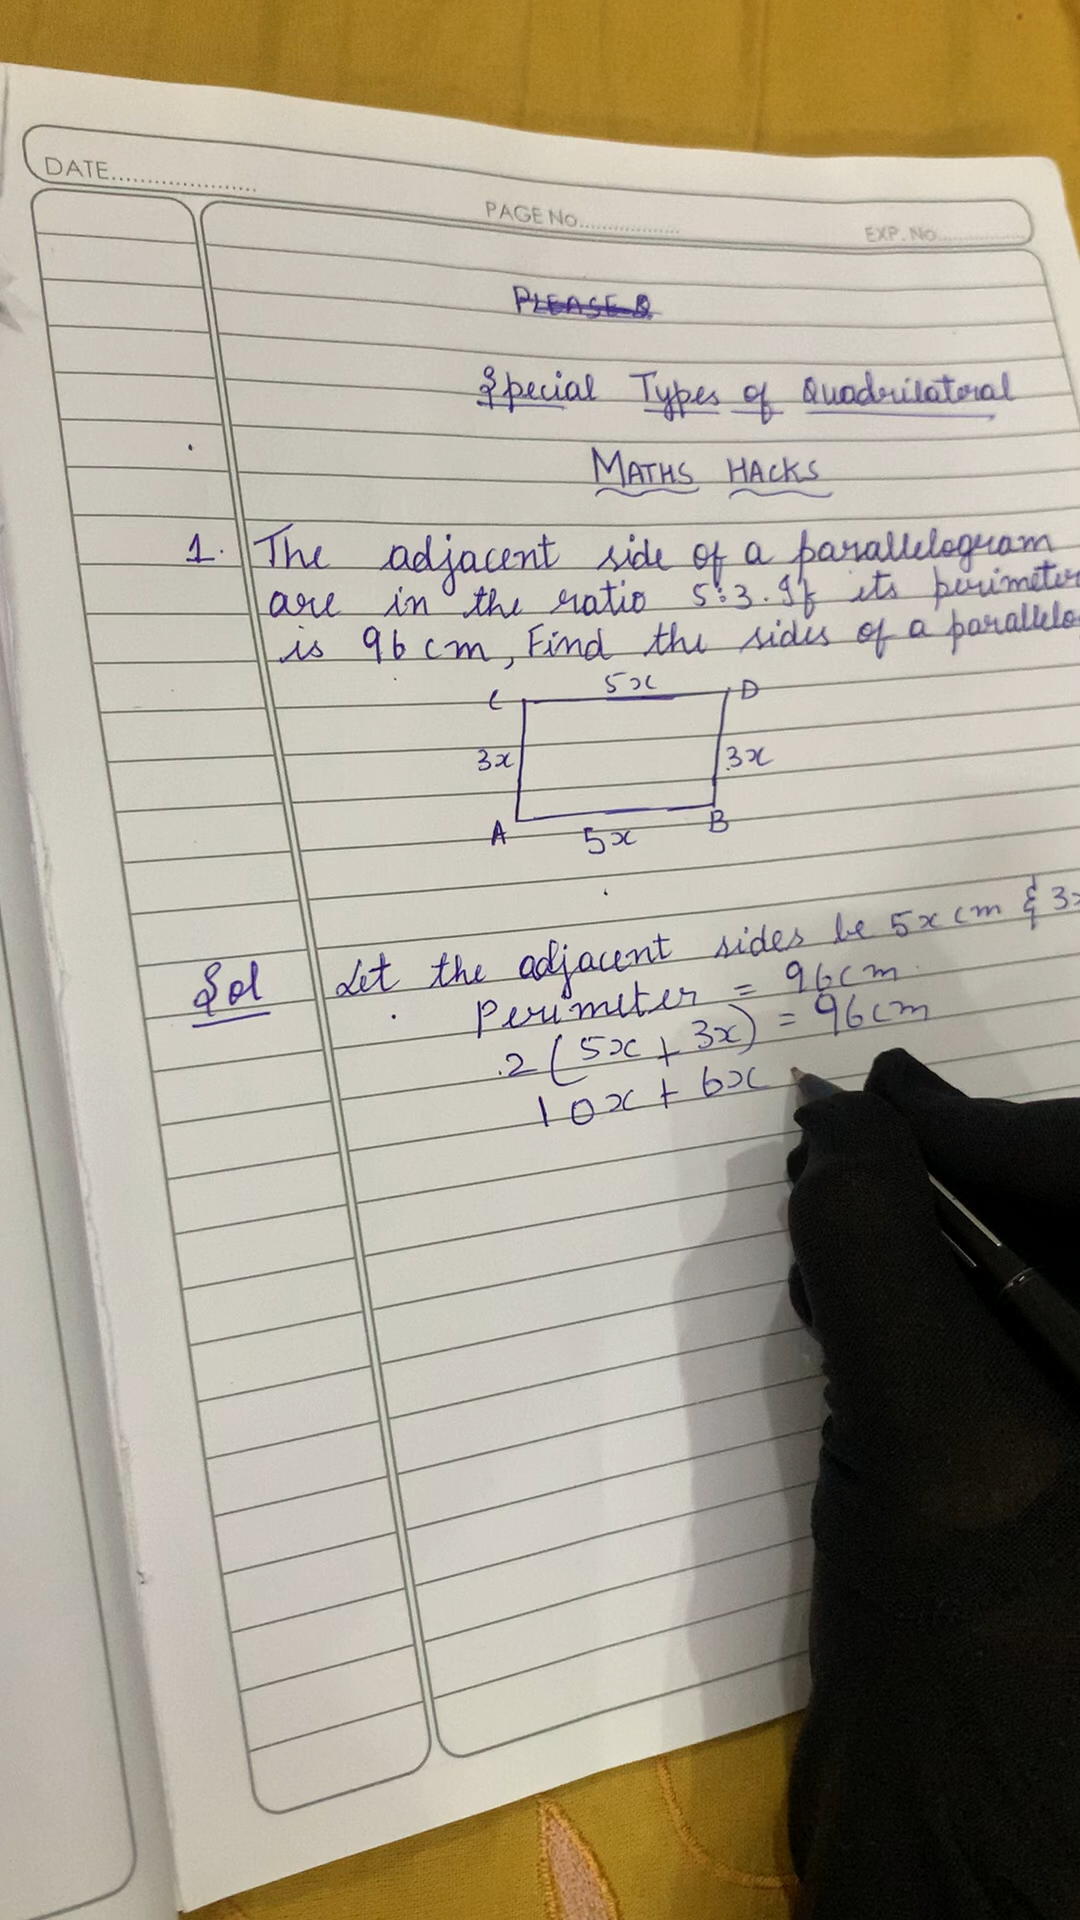 DATE....................
PAGE No....................
EXP. No....................
PLEASE
Special Types of Quadrilateral
MATHS HACKS
1. The adjacent side of a parallelogram
are in the ratio 5:3. If its perimeter
is 96 cm, Find the sides of a parallelo
5x
C D
3x 3x
A B
5x
Sol Let the adjacent sides be 5x cm & 3x
Perimeter = 96cm
2(5x + 3x) = 96cm
10x + 6x